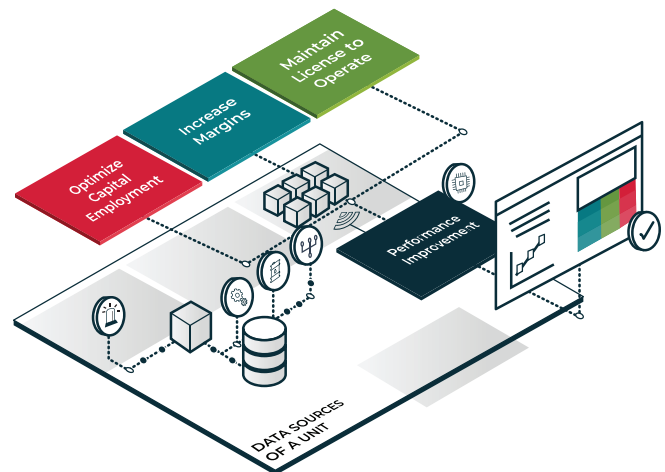 Maintain
License to
Operate
Increase
Margins
Optimize
Capital
Employment
Performance
Improvement
DATA SOURCES
OF A UNIT